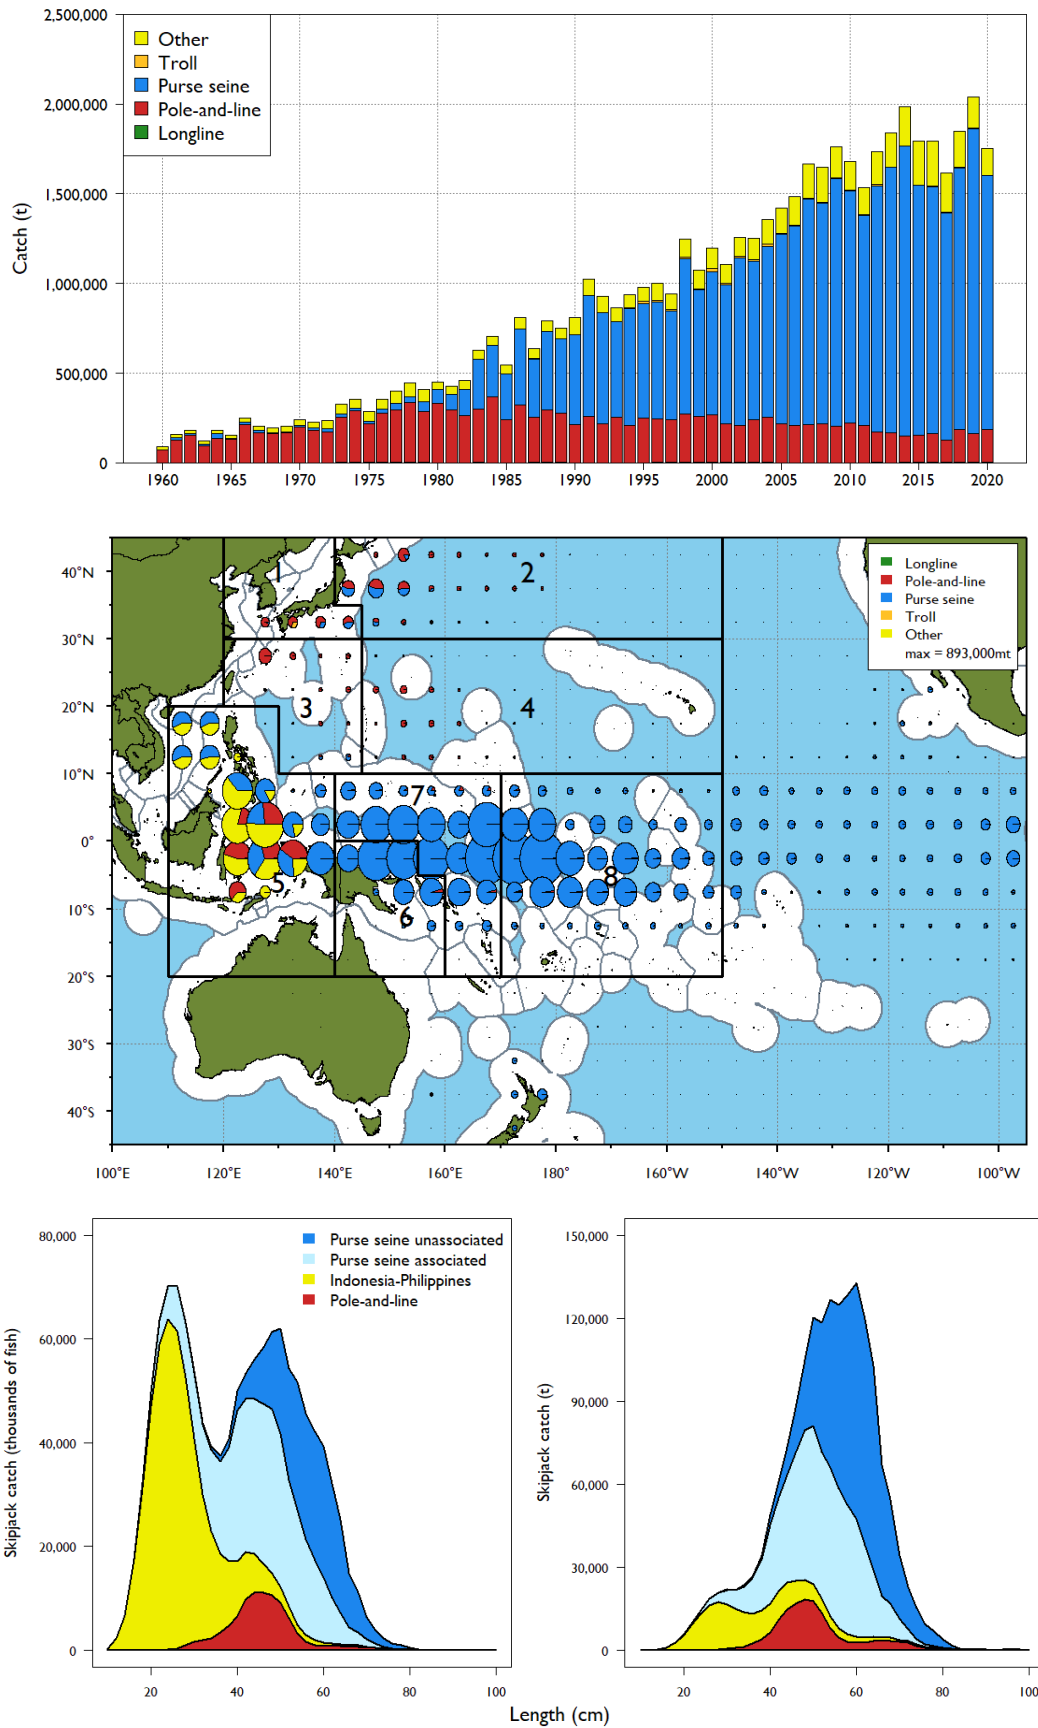 2,500,000
2,000,000
1,500,000
1,000,000
500,000
0
Catch (t)
Other
Troll
Purse seine
Pole-and-line
Longline
1960 1965 1970 1975 1980 1985 1990 1995 2000 2005 2010 2015 2020
40°N
30°N
20°N
10°N
0°
10°S
20°S
30°S
40°S
2
3
4
7
5
6
8
Longline
Pole-and-line
Purse seine
Troll
Other
max = 893,000mt
100°E 120°E 140°E 160°E 180° 160°W 140°W 120°W 100°W
80,000
60,000
40,000
20,000
0
Skipjack catch (thousands of fish)
Purse seine unassociated
Purse seine associated
Indonesia-Philippines
Pole-and-line
20 40 60 80 100
150,000
120,000
90,000
60,000
30,000
0
Skipjack catch (t)
20 40 60 80 100
Length (cm)